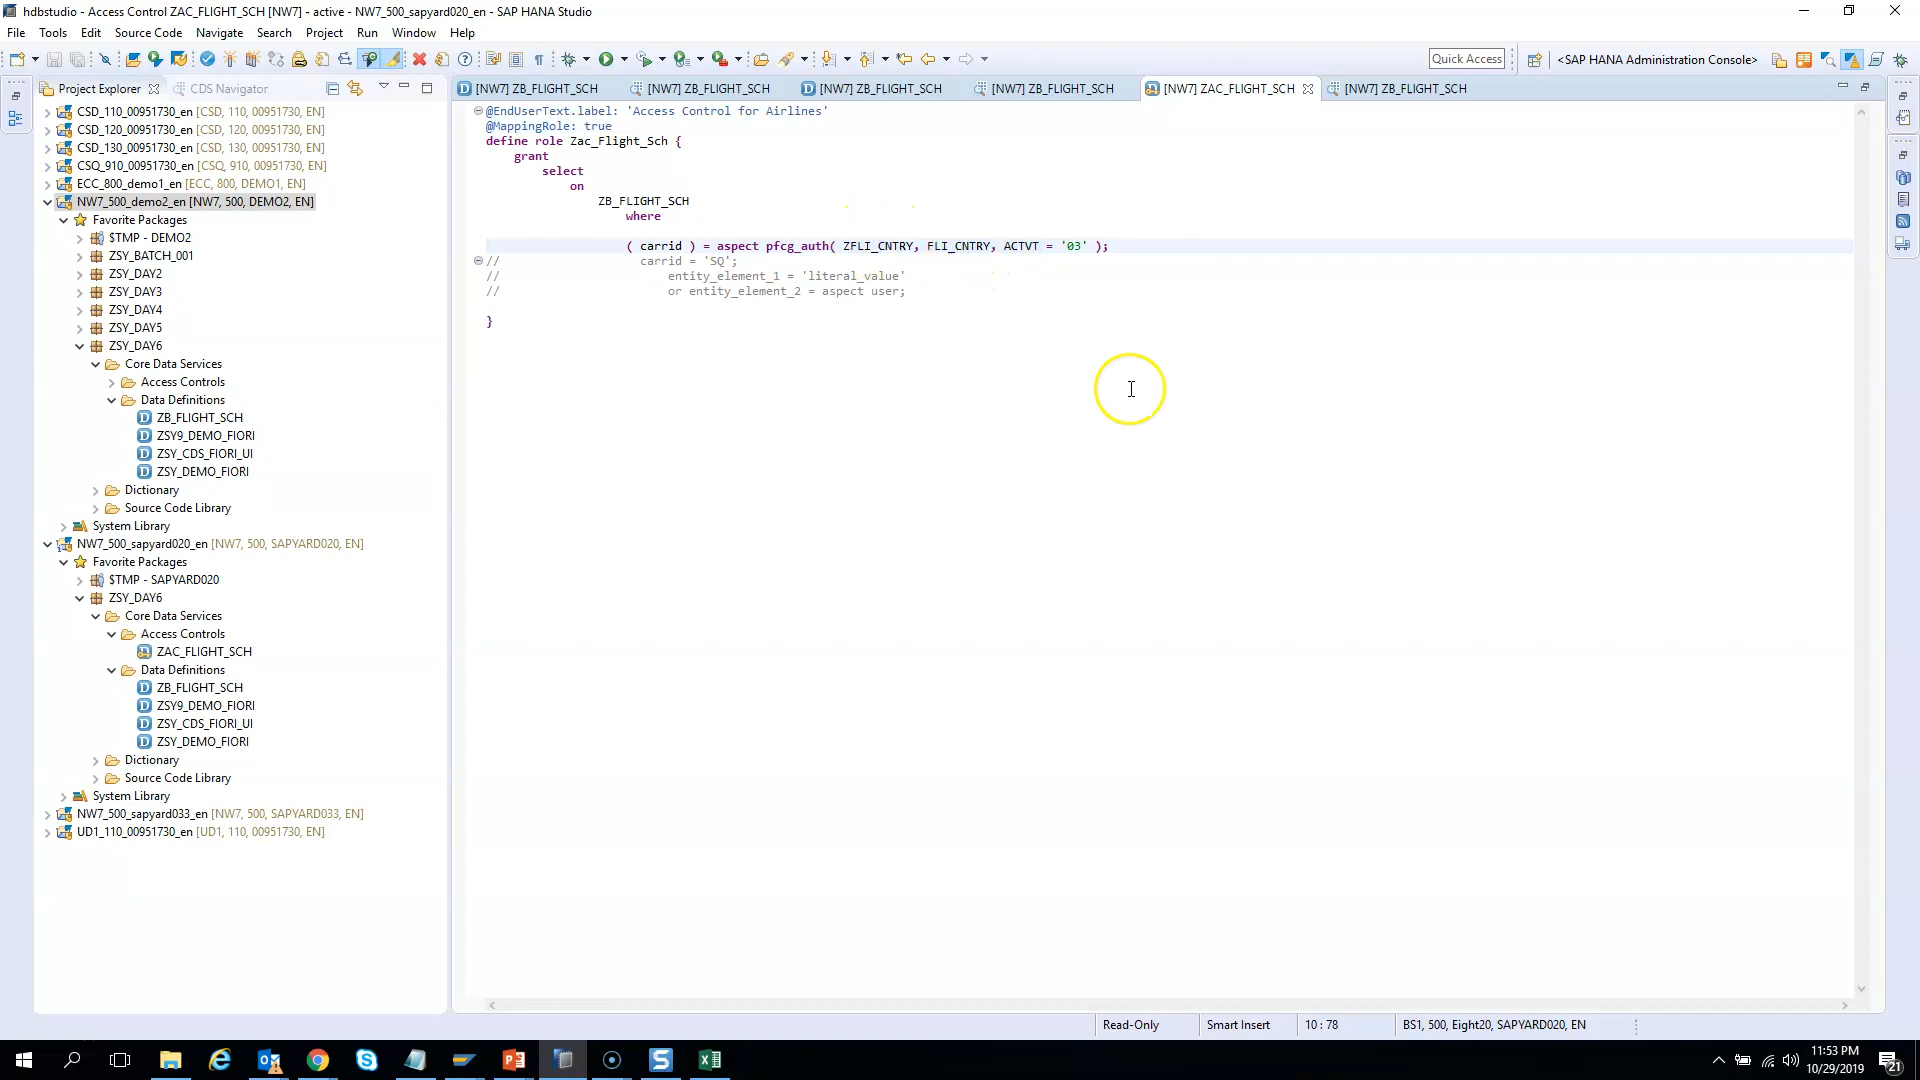 hdbstudio - Access Control ZAC_FLIGHT_SCH [NW7] - active - NW7_500_sapyard020_en - SAP HANA Studio
File Tools Edit Source Code Navigate Search Project Run Window Help
Quick Access <SAP HANA Administration Console>
Project Explorer CDS Navigator
[NW7] ZB_FLIGHT_SCH [NW7] ZB_FLIGHT_SCH [NW7] ZB_FLIGHT_SCH [NW7] ZB_FLIGHT_SCH [NW7] ZAC_FLIGHT_SCH [NW7] ZB_FLIGHT_SCH
CSD_110_00951730_en [CSD, 110, 00951730, EN]
CSD_120_00951730_en [CSD, 120, 00951730, EN]
CSD_130_00951730_en [CSD, 130, 00951730, EN]
CSQ_910_00951730_en [CSQ, 910, 00951730, EN]
ECC_800_demo1_en [ECC, 800, DEMO1, EN]
NW7_500_demo2_en [NW7, 500, DEMO2, EN]
Favorite Packages
$TMP - DEMO2
ZSY_BATCH_001
ZSY_DAY2
ZSY_DAY3
ZSY_DAY4
ZSY_DAY5
ZSY_DAY6
Core Data Services
Access Controls
Data Definitions
ZB_FLIGHT_SCH
ZSY9_DEMO_FIORI
ZSY_CDS_FIORI_UI
ZSY_DEMO_FIORI
Dictionary
Source Code Library
System Library
NW7_500_sapyard020_en [NW7, 500, SAPYARD020, EN]
Favorite Packages
$TMP - SAPYARD020
ZSY_DAY6
Core Data Services
Access Controls
ZAC_FLIGHT_SCH
Data Definitions
ZB_FLIGHT_SCH
ZSY9_DEMO_FIORI
ZSY_CDS_FIORI_UI
ZSY_DEMO_FIORI
Dictionary
Source Code Library
System Library
NW7_500_sapyard033_en [NW7, 500, SAPYARD033, EN]
UD1_110_00951730_en [UD1, 110, 00951730, EN]
@EndUserText.label: 'Access Control for Airlines'
@MappingRole: true
define role Zac_Flight_Sch {
grant
select
on
ZB_FLIGHT_SCH
where
( carrid ) = aspect pfcg_auth( ZFLI_CNTRY, FLI_CNTRY, ACTVT = '03' );
// carrid = 'SQ';
// entity_element_1 = 'literal_value'
// or entity_element_2 = aspect user;
}
Read-Only Smart Insert 10 : 78 BS1, 500, Eight20, SAPYARD020, EN
11:53 PM
10/29/2019
21